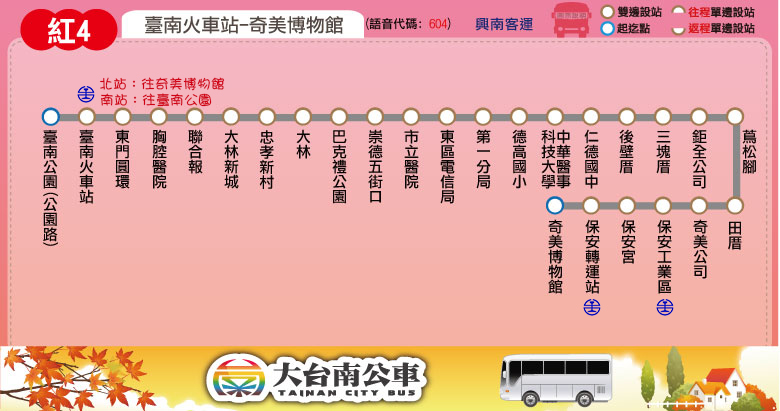 紅4
臺南火車站-奇美博物館
(語音代碼: 604)
興南客運
雙邊設站
往程單邊設站
起迄點
返程單邊設站
北站：往奇美博物館
南站：往臺南公園
臺南公園(公園路)
臺南火車站
東門圓環
胸腔醫院
聯合報
大林新城
忠孝新村
大林
巴克禮公園
崇德五街口
市立醫院
東區電信局
第一分局
德高國小
中華醫事科技大學
仁德國中
後壁厝
三塊厝
鉅全公司
蔦松腳
田厝
奇美公司
保安工業區
保安宮
保安轉運站
奇美博物館
大台南公車
TAINAN CITY BUS